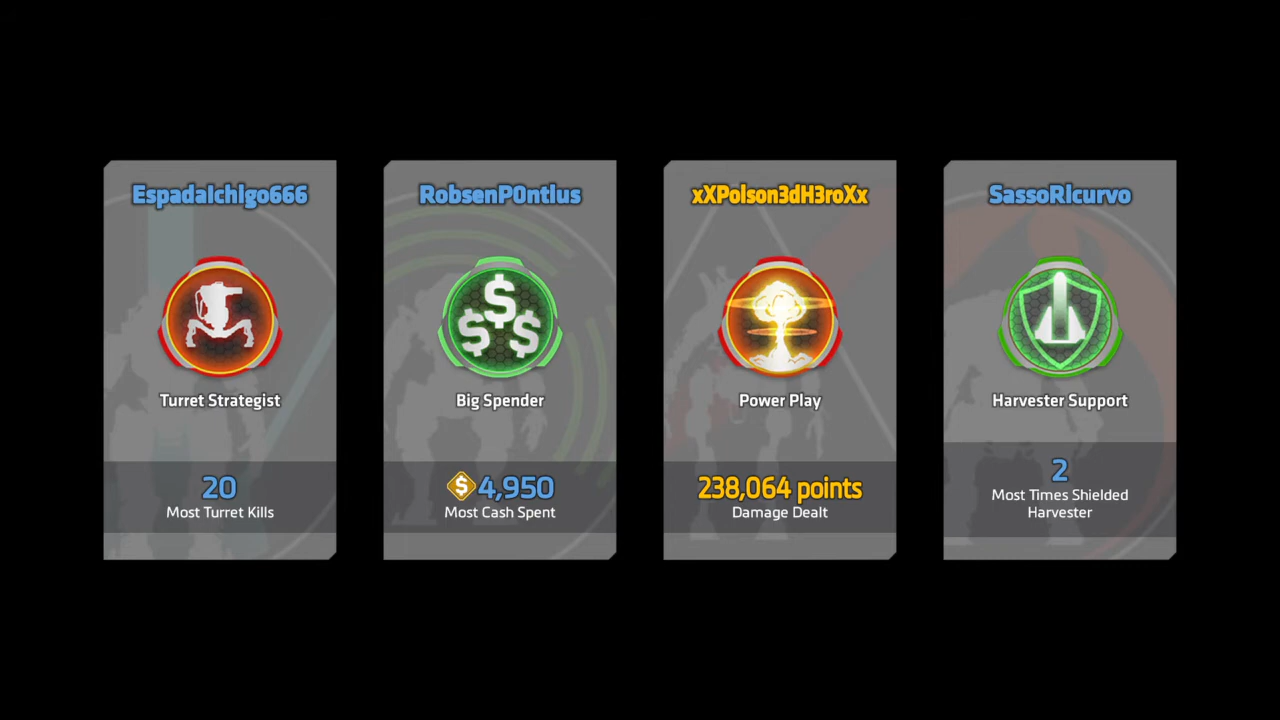 EspadaIchIgo666
Turret Strategist
20
Most Turret Kills
RobsenP0ntIus
Big Spender
$4,950
Most Cash Spent
xXPoIson3dH3roXx
Power Play
238,064 points
Damage Dealt
SassoRIcurvo
Harvester Support
2
Most Times Shielded
Harvester